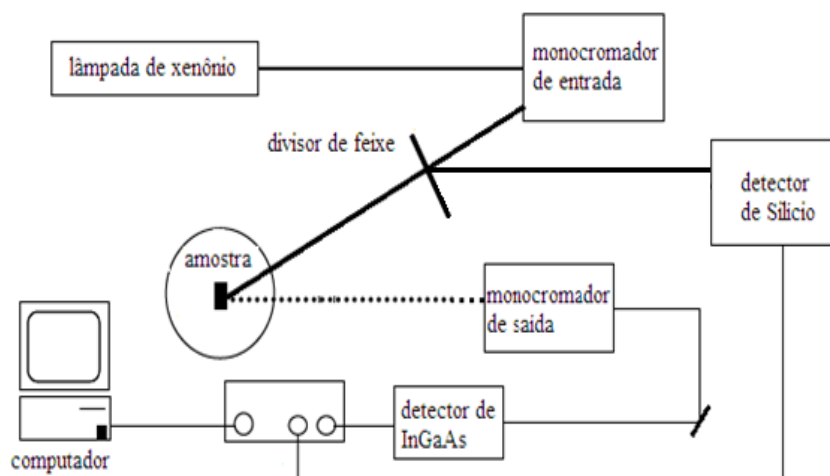 lâmpada de xenônio
monocromador
de entrada
divisor de feixe
detector
de Silício
amostra
monocromador
de saída
detector de
InGaAs
computador